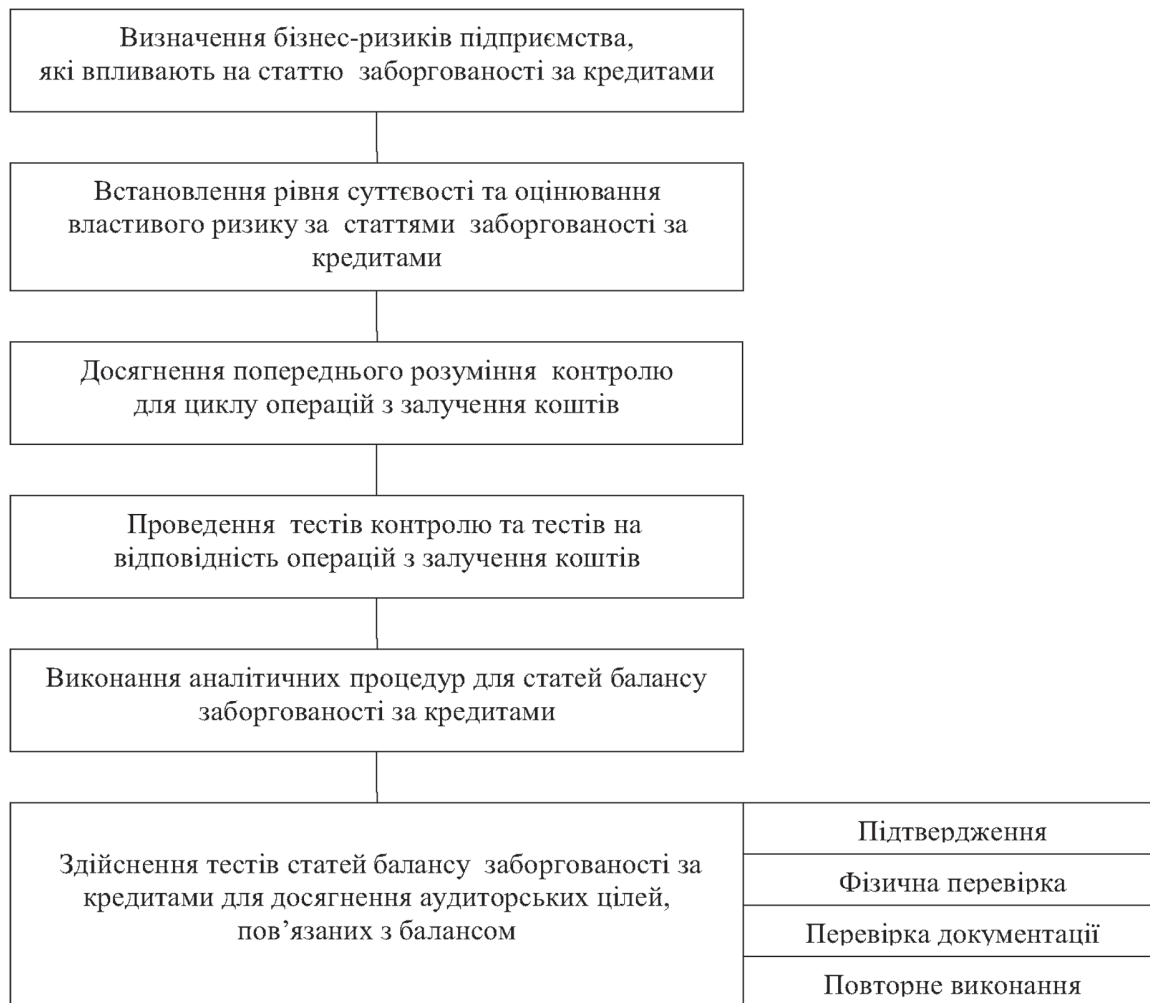 Визначення бізнес-ризиків підприємства,
які впливають на статтю заборгованості за кредитами
Встановлення рівня суттєвості та оцінювання
властивого ризику за статтями заборгованості за
кредитами
Досягнення попереднього розуміння контролю
для циклу операцій з залучення коштів
Проведення тестів контролю та тестів на
відповідність операцій з залучення коштів
Виконання аналітичних процедур для статей балансу
заборгованості за кредитами
Здійснення тестів статей балансу заборгованості за
кредитами для досягнення аудиторських цілей,
пов’язаних з балансом
Підтвердження
Фізична перевірка
Перевірка документації
Повторне виконання